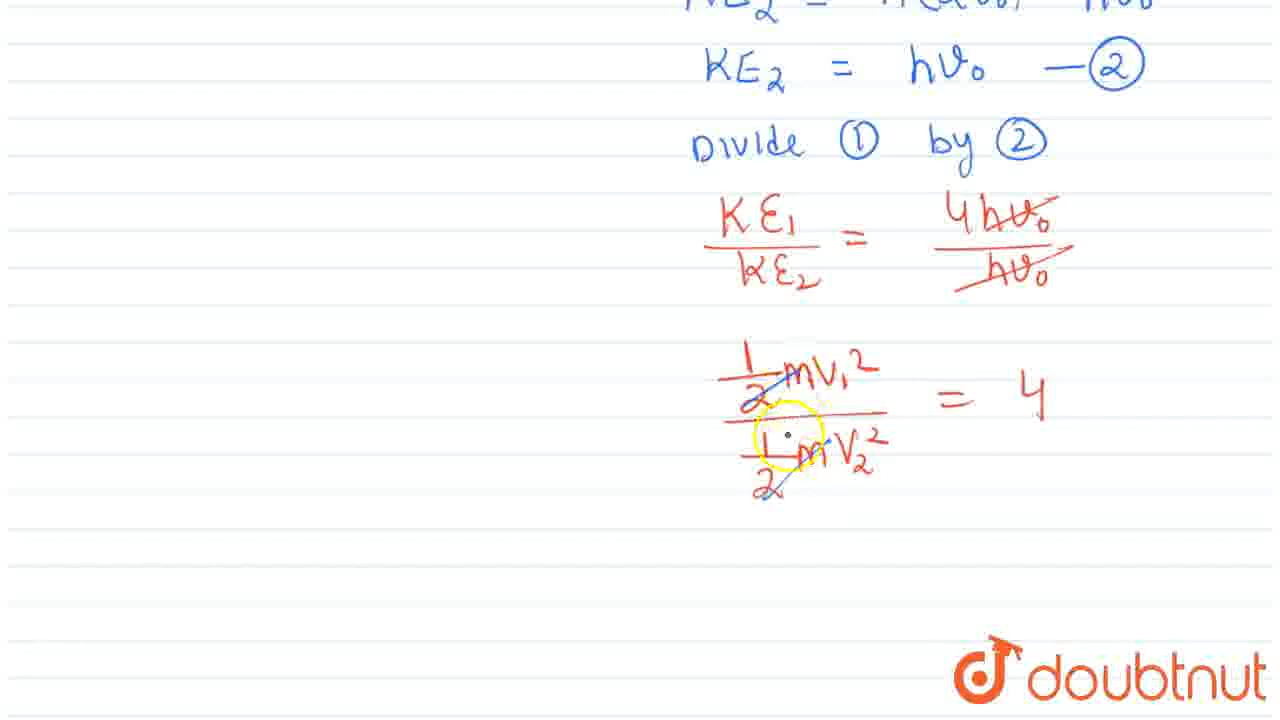 KE₂ = hν₀ — ②
Divide ① by ②
KE₁/KE₂ = 4hν₀/hν₀
(1/2 mV₁²)/(1/2 mV₂²) = 4
doubtnut